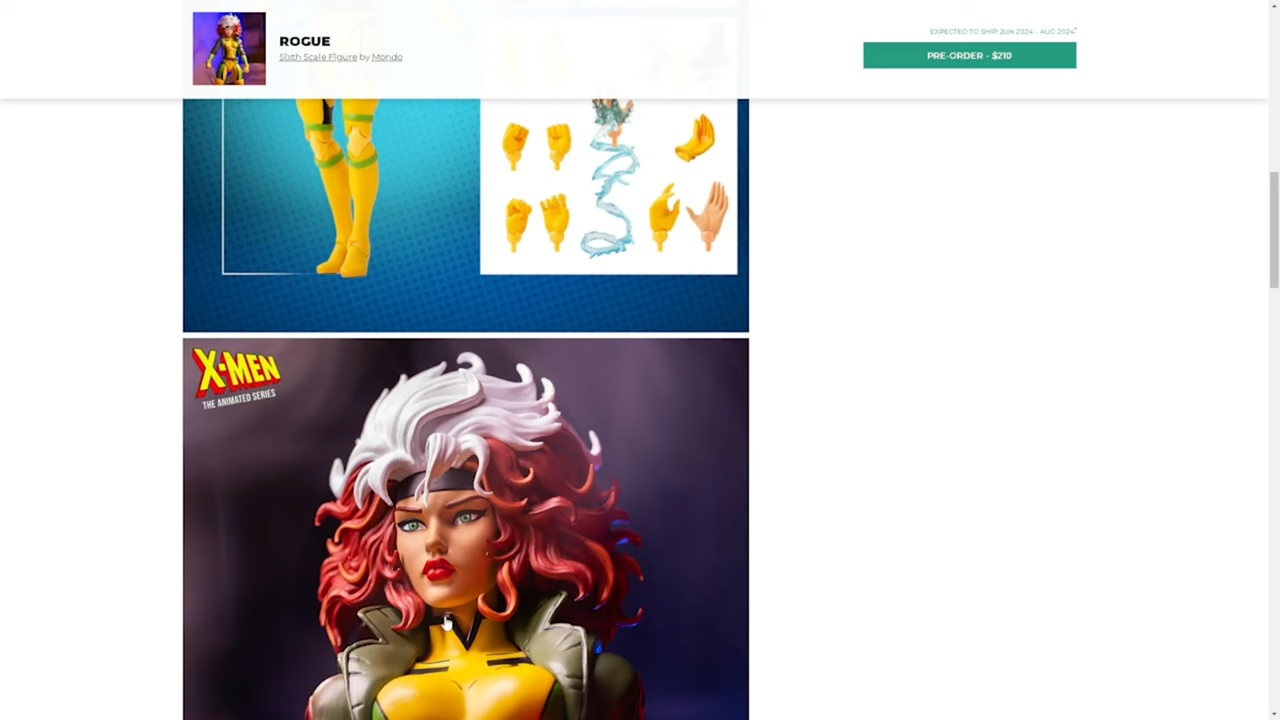 EXPECTED TO SHIP: JUN 2024 - AUG 2024*
ROGUE
Sixth Scale Figure by Mondo
PRE-ORDER - $210
X-MEN
THE ANIMATED SERIES